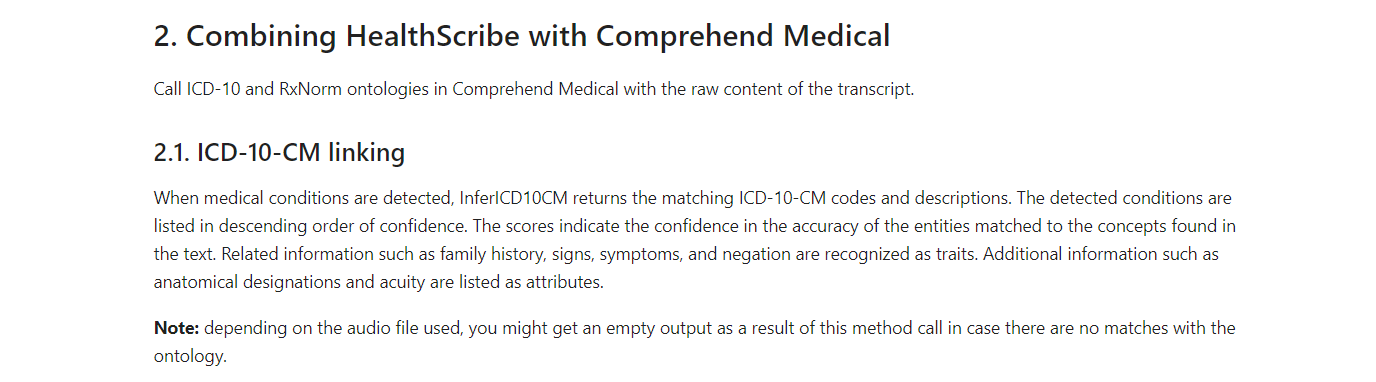 2. Combining HealthScribe with Comprehend Medical
Call ICD-10 and RxNorm ontologies in Comprehend Medical with the raw content of the transcript.
2.1. ICD-10-CM linking
When medical conditions are detected, InferICD10CM returns the matching ICD-10-CM codes and descriptions. The detected conditions are
listed in descending order of confidence. The scores indicate the confidence in the accuracy of the entities matched to the concepts found in
the text. Related information such as family history, signs, symptoms, and negation are recognized as traits. Additional information such as
anatomical designations and acuity are listed as attributes.
Note: depending on the audio file used, you might get an empty output as a result of this method call in case there are no matches with the
ontology.